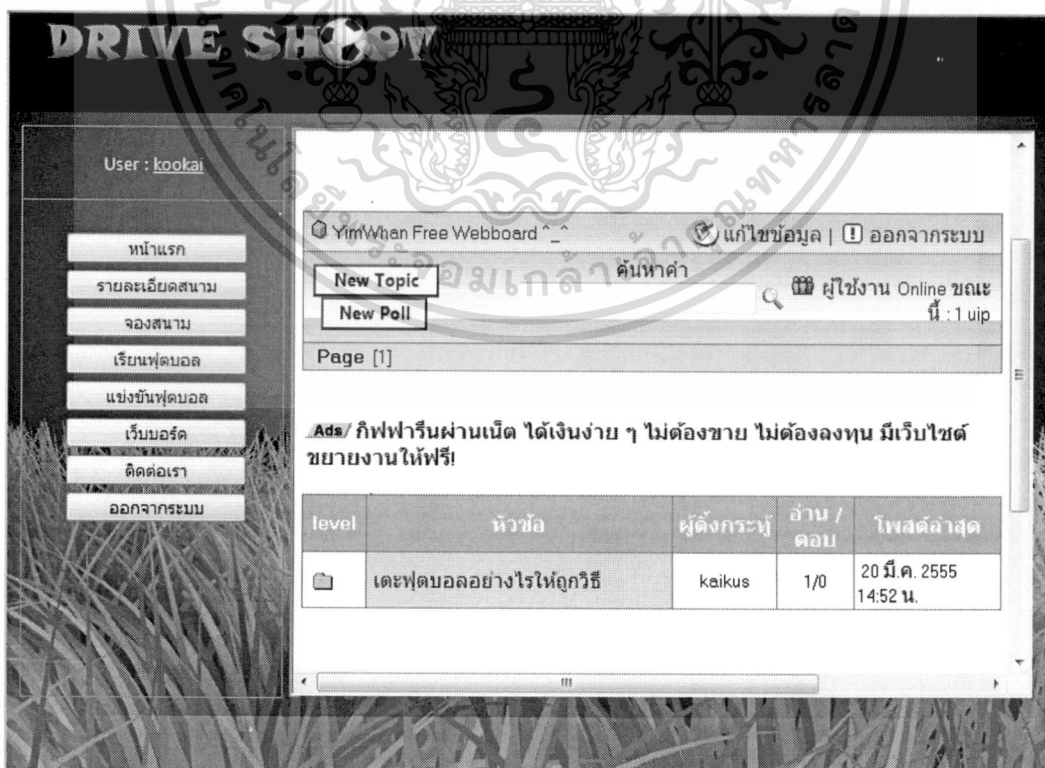 DRIVE SHOOT
User : kookai
หน้าแรก
รายละเอียดสนาม
จองสนาม
เรียนฟุตบอล
แข่งขันฟุตบอล
เว็บบอร์ด
ติดต่อเรา
ออกจากระบบ
YimWhan Free Webboard ^_^
แก้ไขข้อมูล | ออกจากระบบ
New Topic
New Poll
ค้นหาคำ
ผู้ใช้งาน Online ขณะ
นี้ : 1 uip
Page [1]
Ads กิฟฟารีนผ่านเน็ต ได้เงินง่าย ๆ ไม่ต้องขาย ไม่ต้องลงทุน มีเว็บไซต์
ขยายงานให้ฟรี!
level หัวข้อ ผู้ตั้งกระทู้ อ่าน / ตอบ โพสต์ล่าสุด
เตะฟุตบอลอย่างไรให้ถูกวิธี kaikus 1/0 20 มี.ค. 2555
14:52 น.